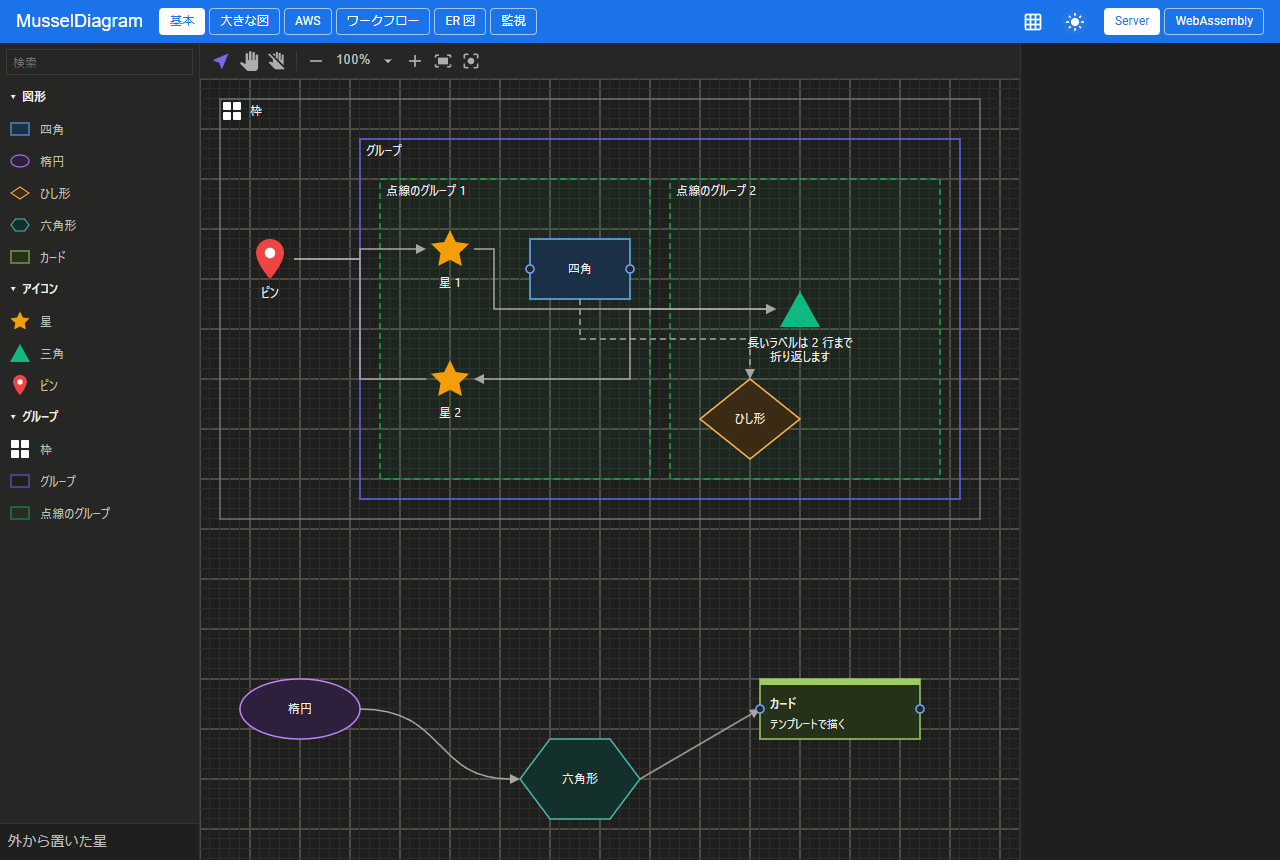 MusselDiagram
基本
大きな図
AWS
ワークフロー
ER 図
監視
Server
WebAssembly
検索
100%
図形
四角
楕円
ひし形
六角形
カード
アイコン
星
三角
ピン
グループ
枠
グループ
点線のグループ
外から置いた星
枠
グループ
点線のグループ 1
点線のグループ 2
ピン
星 1
四角
長いラベルは 2 行まで
折り返します
星 2
ひし形
楕円
六角形
カード
テンプレートで描く